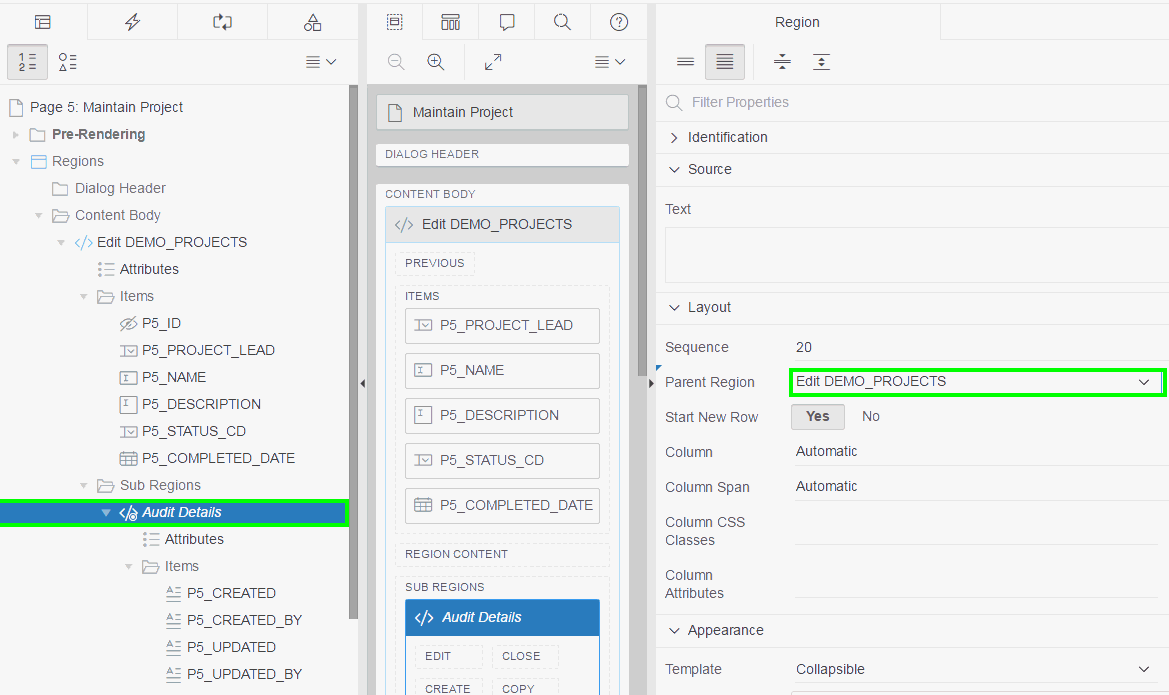 Page 5: Maintain Project
Pre-Rendering
Regions
Dialog Header
Content Body
Edit DEMO_PROJECTS
Attributes
Items
P5_ID
P5_PROJECT_LEAD
P5_NAME
P5_DESCRIPTION
P5_STATUS_CD
P5_COMPLETED_DATE
Sub Regions
Audit Details
Attributes
Items
P5_CREATED
P5_CREATED_BY
P5_UPDATED
P5_UPDATED_BY
Maintain Project
DIALOG HEADER
CONTENT BODY
Edit DEMO_PROJECTS
PREVIOUS
ITEMS
P5_PROJECT_LEAD
P5_NAME
P5_DESCRIPTION
P5_STATUS_CD
P5_COMPLETED_DATE
REGION CONTENT
SUB REGIONS
Audit Details
EDIT CLOSE
CREATE COPY
Region
Filter Properties
Identification
Source
Text
Layout
Sequence 20
Parent Region Edit DEMO_PROJECTS
Start New Row Yes No
Column Automatic
Column Span Automatic
Column CSS
Classes
Column
Attributes
Appearance
Template Collapsible